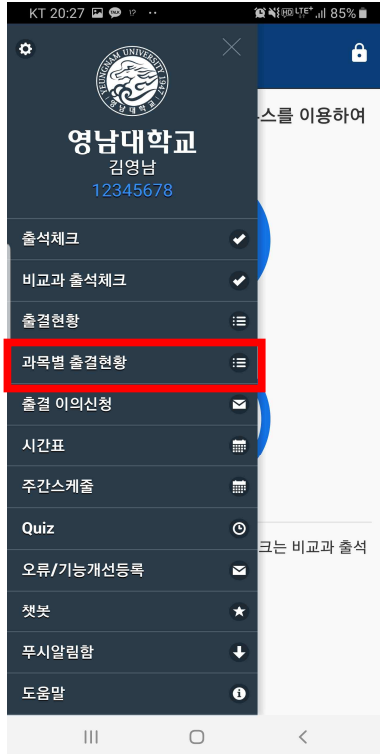 KT 20:27
85%
YEUNGNAM UNIVERSITY
1947
영남대학교
김영남
12345678
스를 이용하여
출석체크
비교과 출석체크
출결현황
과목별 출결현황
출결 이의신청
시간표
주간스케줄
Quiz
크는 비교과 출석
오류/기능개선등록
챗봇
푸시알림함
도움말